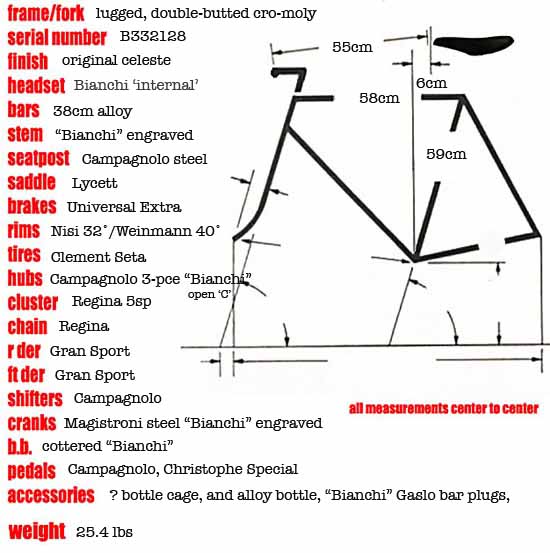 frame/fork lugged, double-butted cro-moly
serial number B332128
55cm
finish original celeste
headset Bianchi ‘internal’
6cm
58cm
bars 38cm alloy
stem “Bianchi” engraved
seatpost Campagnolo steel
59cm
saddle Lycett
brakes Universal Extra
rims Nisi 32°/Weinmann 40°
tires Clement Seta
hubs Campagnolo 3-pce “Bianchi”
open ‘C’
cluster Regina 5sp
chain Regina
r der Gran Sport
ft der Gran Sport
shifters Campagnolo
all measurements center to center
cranks Magistroni steel “Bianchi” engraved
b.b. cottered “Bianchi”
pedals Campagnolo, Christophe Special
accessories ? bottle cage, and alloy bottle, “Bianchi” Gaslo bar plugs,
weight 25.4 lbs